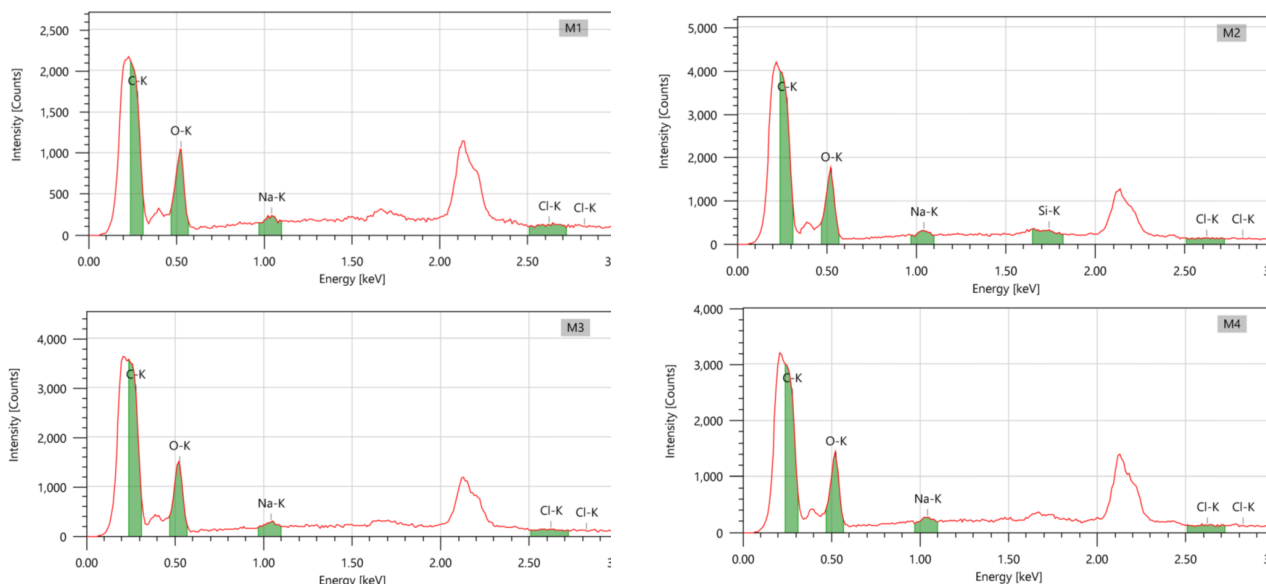 M1
2,500
2,000
1,500
1,000
500
0
Intensity [Counts]
C-K
O-K
Na-K
Cl-K
Cl-K
0.00
0.50
1.00
1.50
2.00
2.50
Energy [keV]
M2
5,000
4,000
3,000
2,000
1,000
0
Intensity [Counts]
C-K
O-K
Na-K
Si-K
Cl-K
Cl-K
0.00
0.50
1.00
1.50
2.00
2.50
Energy [keV]
M3
4,000
3,000
2,000
1,000
0
Intensity [Counts]
C-K
O-K
Na-K
Cl-K
Cl-K
0.00
0.50
1.00
1.50
2.00
2.50
Energy [keV]
M4
4,000
3,000
2,000
1,000
0
Intensity [Counts]
C-K
O-K
Na-K
Cl-K
Cl-K
0.00
0.50
1.00
1.50
2.00
2.50
Energy [keV]